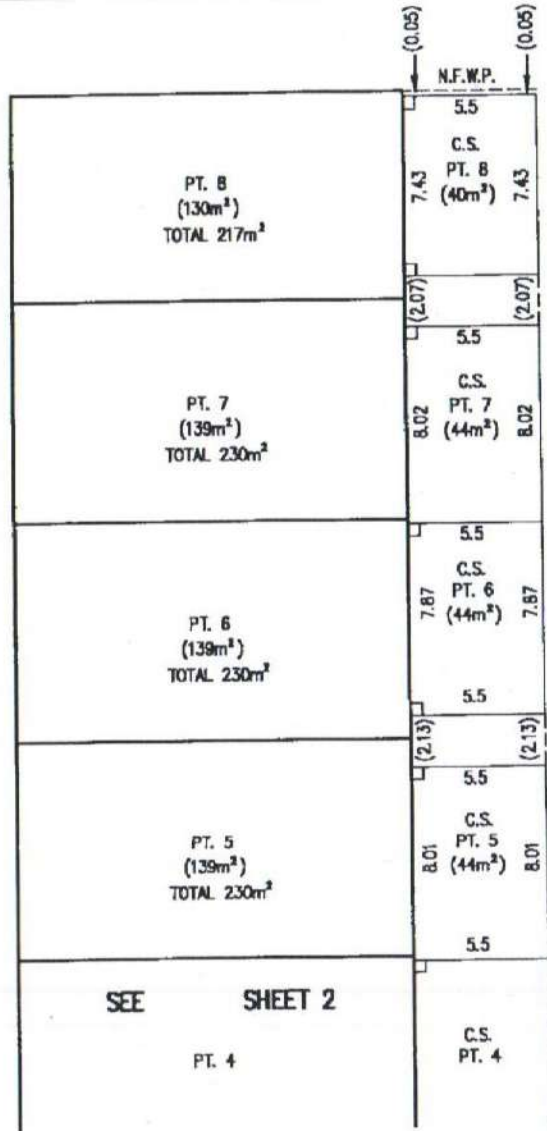 (0.05) (0.05)
N.F.W.P.
5.5
PT. 8
(130m²)
TOTAL 217m²
7.43
C.S.
PT. 8
(40m²)
7.43
(2.07) (2.07)
5.5
PT. 7
(139m²)
TOTAL 230m²
8.02
C.S.
PT. 7
(44m²)
8.02
5.5
PT. 6
(139m²)
TOTAL 230m²
7.87
C.S.
PT. 6
(44m²)
7.87
5.5
(2.13) (2.13)
5.5
PT. 5
(139m²)
TOTAL 230m²
8.01
C.S.
PT. 5
(44m²)
8.01
5.5
SEE SHEET 2
PT. 4
C.S.
PT. 4